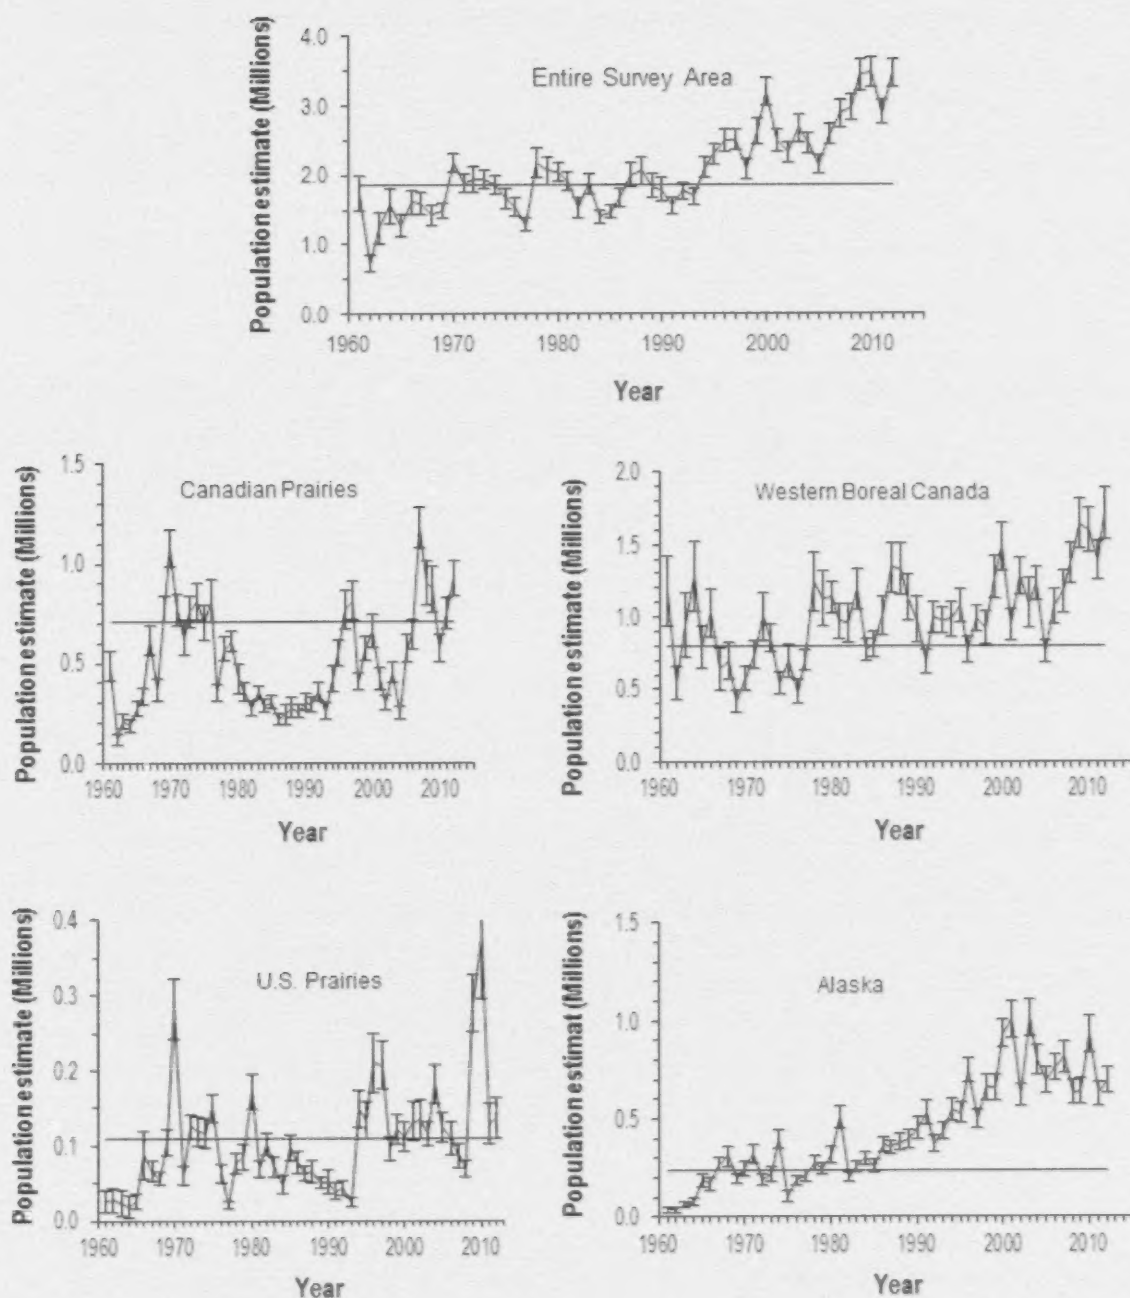 Entire Survey Area
Population estimate (Millions)
4.0
3.0
2.0
1.0
0.0
1960 1970 1980 1990 2000 2010
Year
Canadian Prairies
Population estimate (Millions)
1.5
1.0
0.5
0.0
1960 1970 1980 1990 2000 2010
Year
Western Boreal Canada
Population estimate (Millions)
2.0
1.5
1.0
0.5
0.0
1960 1970 1980 1990 2000 2010
Year
U.S. Prairies
Population estimate (Millions)
0.4
0.3
0.2
0.1
0.0
1960 1970 1980 1990 2000 2010
Year
Alaska
Population estimat (Millions)
1.5
1.0
0.5
0.0
1960 1970 1980 1990 2000 2010
Year